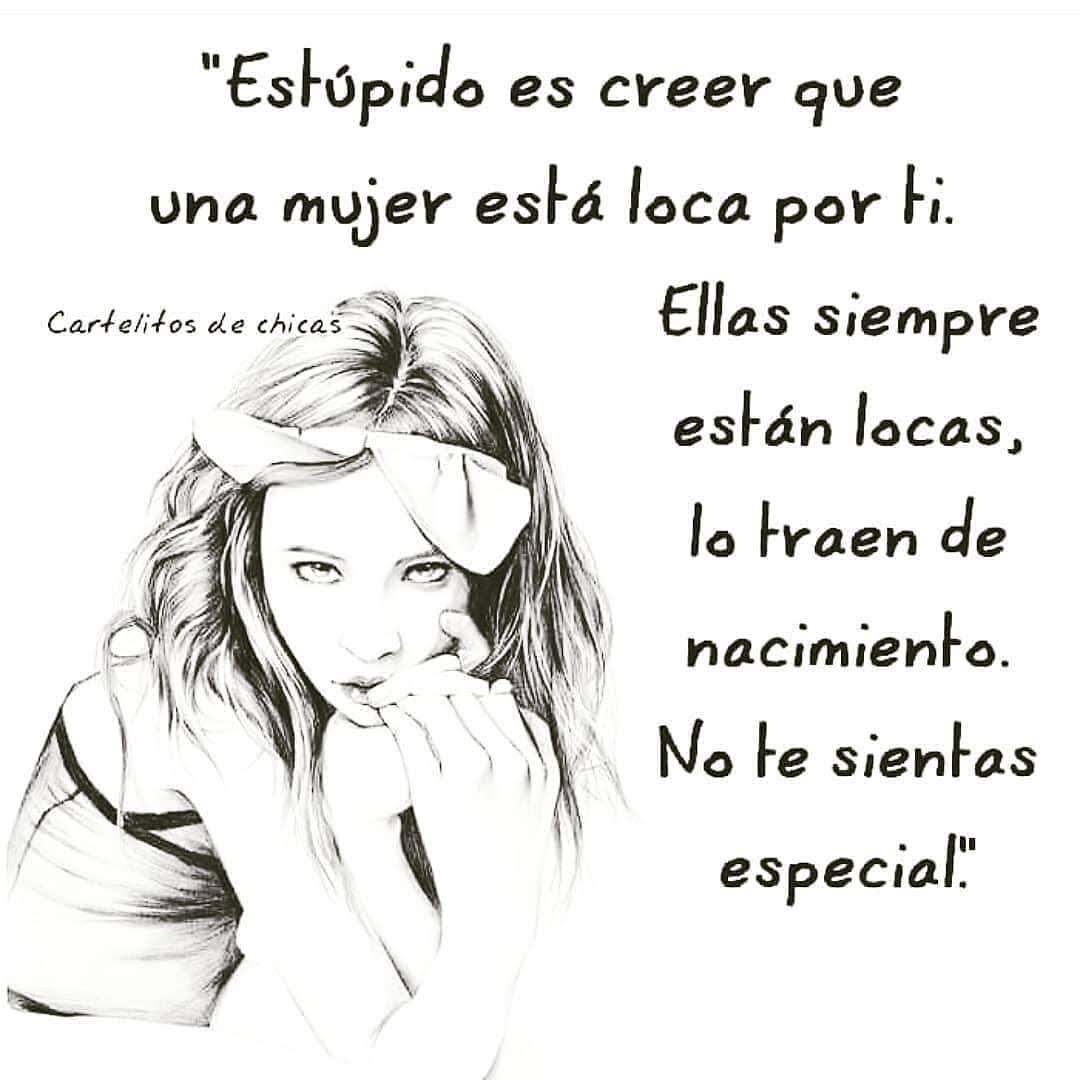 "Estúpido es creer que
una mujer está loca por ti.
Cartelitos de chicas
Ellas siempre
están locas,
lo traen de
nacimiento.
No te sientas
especial."